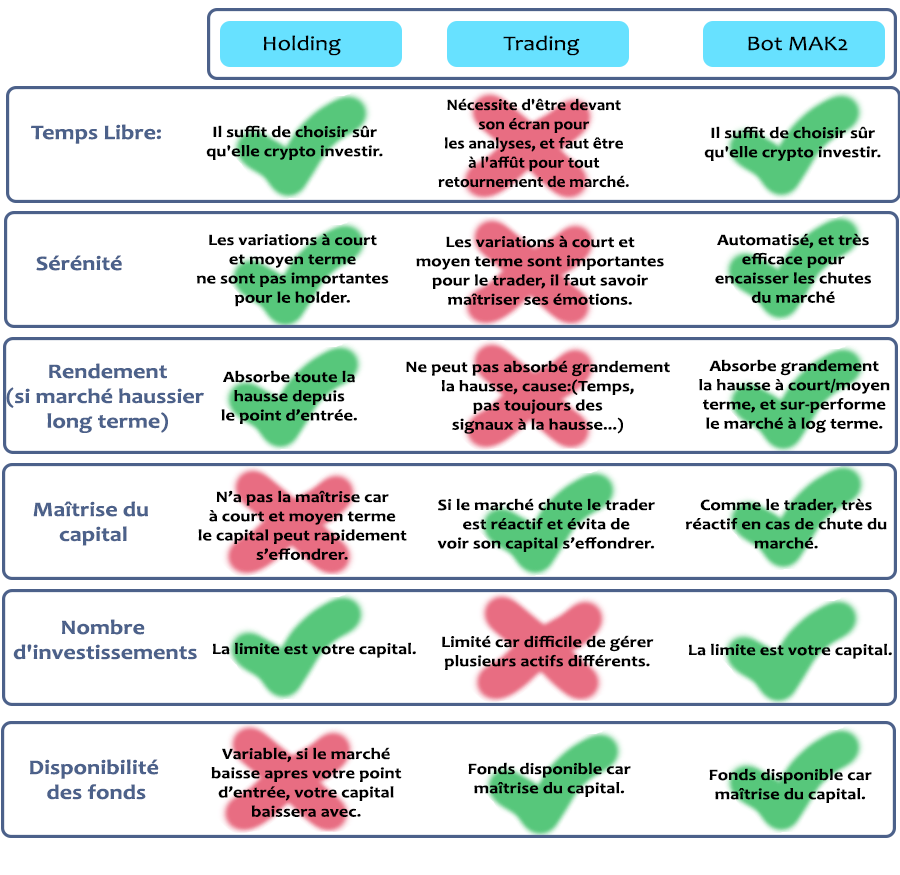 Holding
Trading
Bot MAK2
Temps Libre:
Il suffit de choisir sûr
qu'elle crypto investir.
Nécessite d'être devant
son écran pour
les analyses, et faut être
à l'affût pour tout
retournement de marché.
Il suffit de choisir sûr
qu'elle crypto investir.
Sérénité
Les variations à court
et moyen terme
ne sont pas importantes
pour le holder.
Les variations à court et
moyen terme sont importantes
pour le trader, il faut savoir
maîtriser ses émotions.
Automatisé, et très
efficace pour
encaisser les chutes
du marché
Rendement
(si marché haussier
long terme)
Absorbe toute la
hausse depuis
le point d'entrée.
Ne peut pas absorbé grandement
la hausse, cause:(Temps,
pas toujours des
signaux à la hausse...)
Absorbe grandement
la hausse à court/moyen
terme, et sur-performe
le marché à log terme.
Maîtrise du
capital
N'a pas la maîtrise car
à court et moyen terme
le capital peut rapidement
s'effondrer.
Si le marché chute le trader
est réactif et évita de
voir son capital s'effondrer.
Comme le trader, très
réactif en cas de chute du
marché.
Nombre
d'investissements
La limite est votre capital.
Limité car difficile de gérer
plusieurs actifs différents.
La limite est votre capital.
Disponibilité
des fonds
Variable, si le marché
baisse apres votre point
d'entrée, votre capital
baissera avec.
Fonds disponible car
maîtrise du capital.
Fonds disponible car
maîtrise du capital.